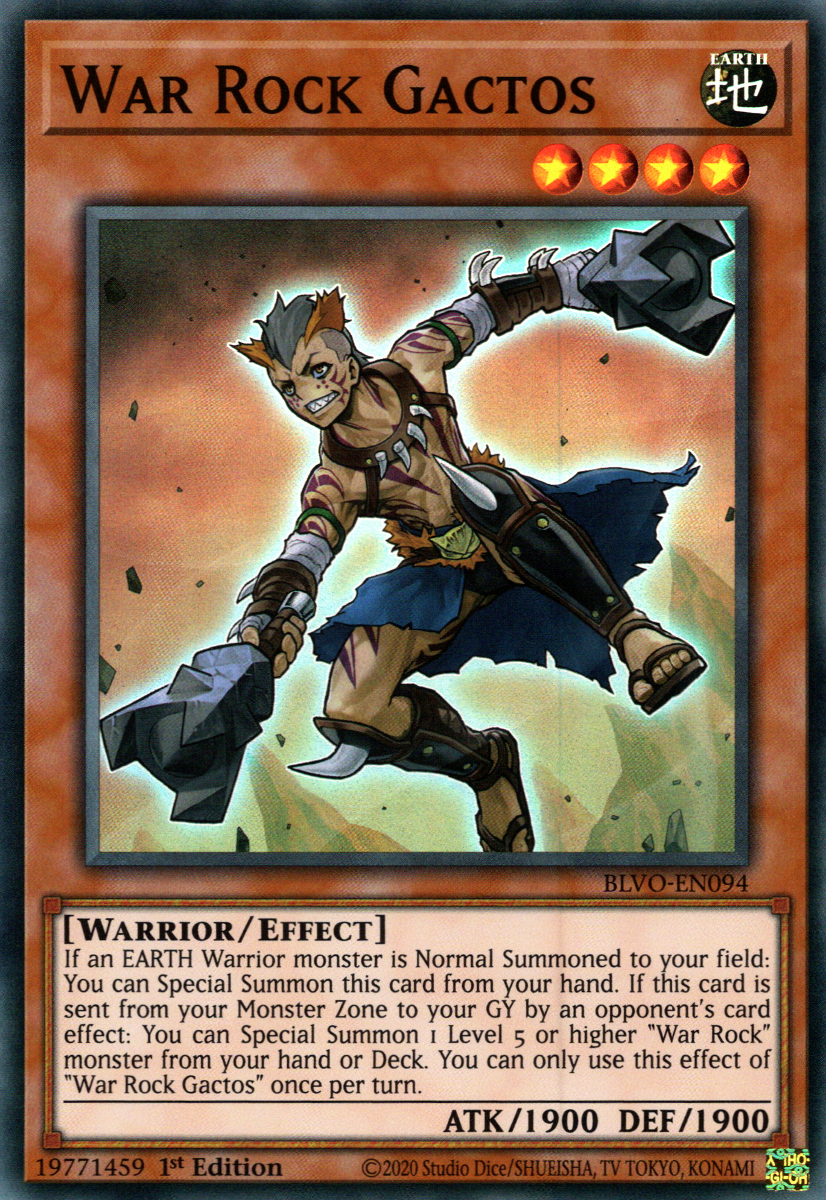 War Rock Gactos
EARTH
地
BLVO-EN094
[Warrior/Effect]
If an EARTH Warrior monster is Normal Summoned to your field:
You can Special Summon this card from your hand. If this card is
sent from your Monster Zone to your GY by an opponent's card
effect: You can Special Summon 1 Level 5 or higher "War Rock"
monster from your hand or Deck. You can only use this effect of
"War Rock Gactos" once per turn.
ATK/1900 DEF/1900
19771459 1st Edition ©2020 Studio Dice/SHUEISHA, TV TOKYO, KONAMI